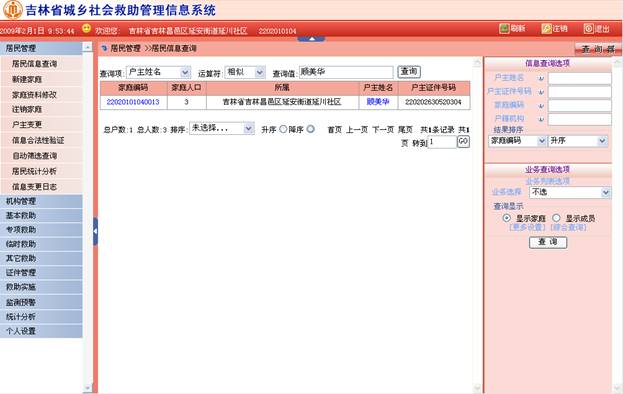 吉林省城乡社会救助管理信息系统
2009年2月1日 9:53:44 欢迎您: 吉林省吉林昌邑区延安街道延川社区 2202010104 刷新 注销 退出
居民管理
居民信息查询
新建家庭
家庭资料修改
注销家庭
户主变更
信息合法性验证
自动筛选查询
居民统计分析
信息变更日志
机构管理
基本救助
专项救助
临时救助
其它救助
证件管理
救助实施
监测预警
统计分析
个人设置
居民管理 >>居民信息查询
查询项: 户主姓名 运算符: 相似 查询值: 顾美华 查询
家庭编码 家庭人口 所属 户主姓名 户主证件号码
22020101040013 3 吉林省吉林昌邑区延安街道延川社区 顾美华 220202630520304
总户数:1 总人数:3 排序: 未选择... 升序 降序 首页 上一页 下一页 尾页 共1条记录 共1
页 转到 1 GO
查 询 器
信息查询选项
户主姓名
户主证件号码
家庭编码
户籍机构
结果排序
家庭编码 升序
业务查询选项
业务列表选项
业务选择 不选
查询显示
显示家庭 显示成员
[更多设置] [综合查询]
查 询